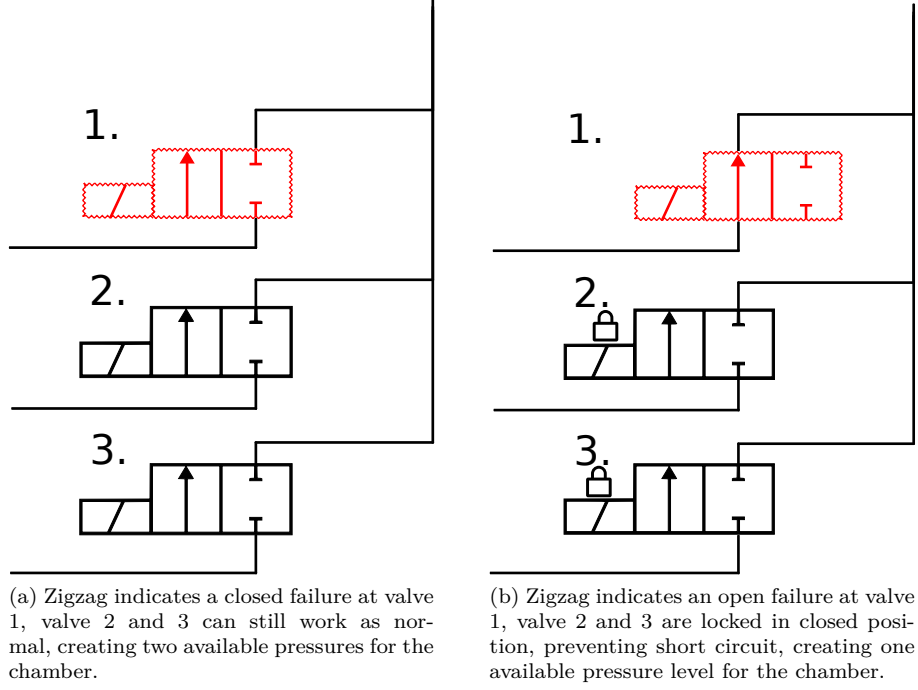 1.
2.
3.
(a) Zigzag indicates a closed failure at valve
1, valve 2 and 3 can still work as nor-
mal, creating two available pressures for the
chamber.
1.
2.
3.
(b) Zigzag indicates an open failure at valve
1, valve 2 and 3 are locked in closed posi-
tion, preventing short circuit, creating one
available pressure level for the chamber.